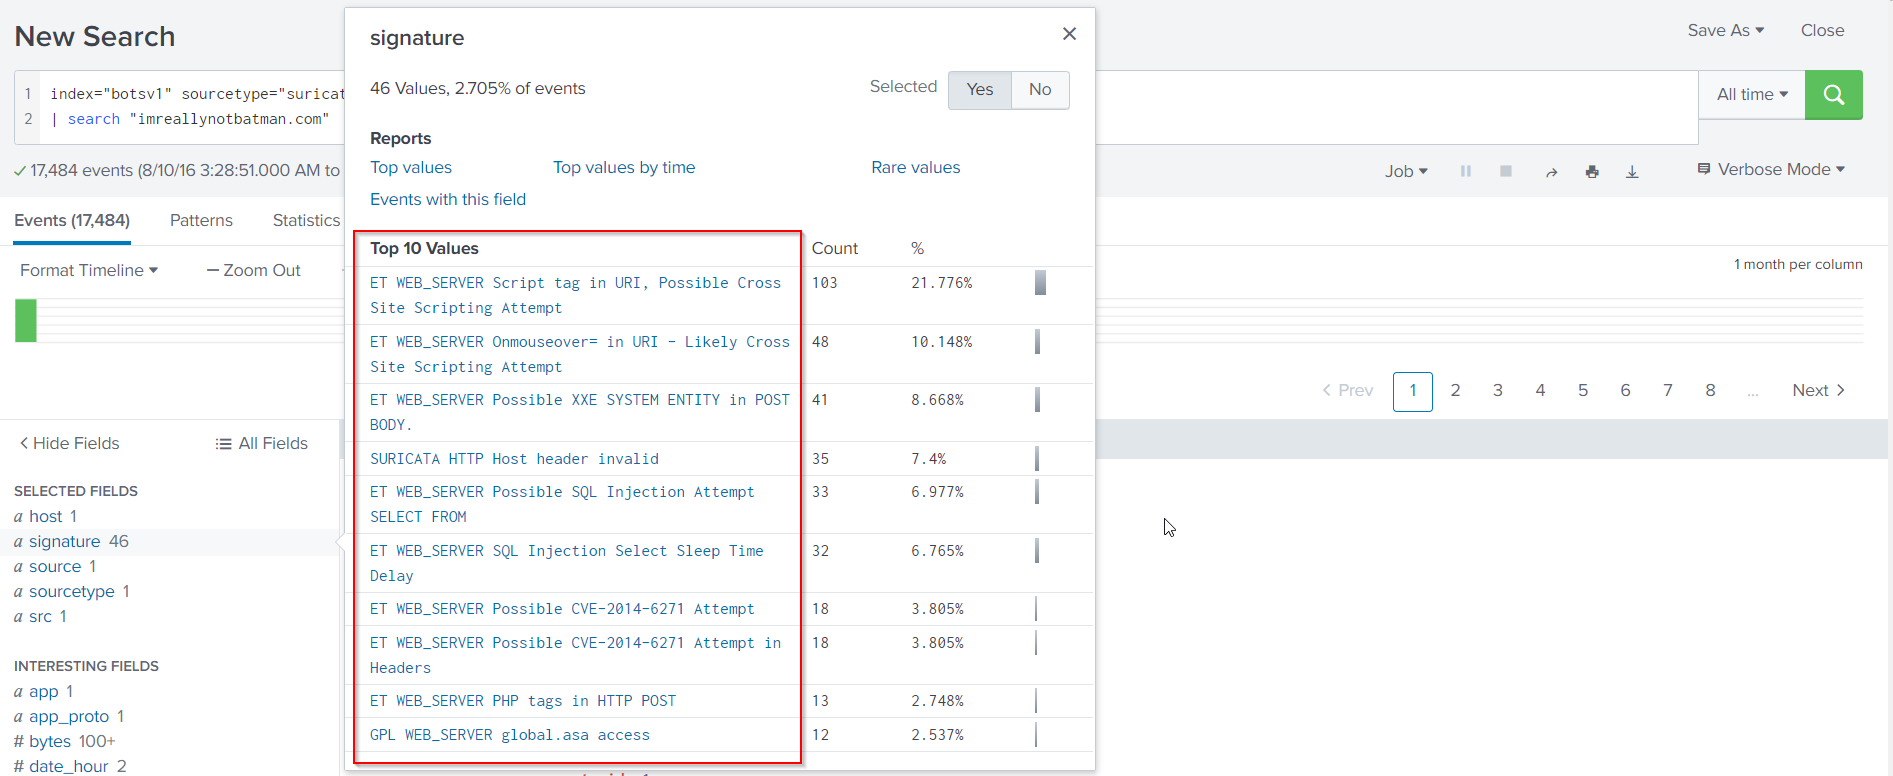 New Search
Save As
Close
1 index="botsv1" sourcetype="suricat
2 | search "imreallynotbatman.com"
All time
17,484 events (8/10/16 3:28:51.000 AM to
Job
Verbose Mode
Events (17,484)
Patterns
Statistics
Format Timeline
— Zoom Out
1 month per column
< Prev
1
2
3
4
5
6
7
8
...
Next >
< Hide Fields
All Fields
SELECTED FIELDS
a host 1
a signature 46
a source 1
a sourcetype 1
a src 1
INTERESTING FIELDS
a app 1
a app_proto 1
# bytes 100+
# date_hour 2
signature
46 Values, 2.705% of events
Selected
Yes
No
Reports
Top values
Top values by time
Rare values
Events with this field
Top 10 Values Count %
ET WEB_SERVER Script tag in URI, Possible Cross 103 21.776%
Site Scripting Attempt
ET WEB_SERVER Onmouseover= in URI - Likely Cross 48 10.148%
Site Scripting Attempt
ET WEB_SERVER Possible XXE SYSTEM ENTITY in POST 41 8.668%
BODY.
SURICATA HTTP Host header invalid 35 7.4%
ET WEB_SERVER Possible SQL Injection Attempt 33 6.977%
SELECT FROM
ET WEB_SERVER SQL Injection Select Sleep Time 32 6.765%
Delay
ET WEB_SERVER Possible CVE-2014-6271 Attempt 18 3.805%
ET WEB_SERVER Possible CVE-2014-6271 Attempt in 18 3.805%
Headers
ET WEB_SERVER PHP tags in HTTP POST 13 2.748%
GPL WEB_SERVER global.asa access 12 2.537%